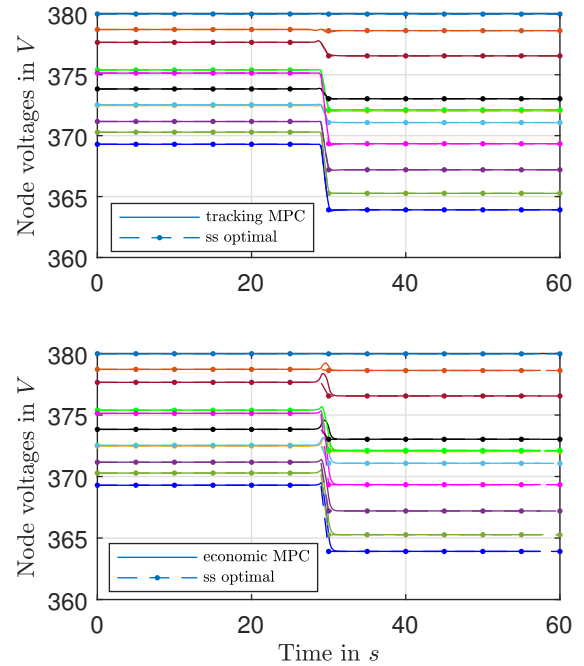 Node voltages in V
380
375
370
365
360
tracking MPC
ss optimal
0
20
40
60
Node voltages in V
380
375
370
365
360
economic MPC
ss optimal
0
20
40
60
Time in s